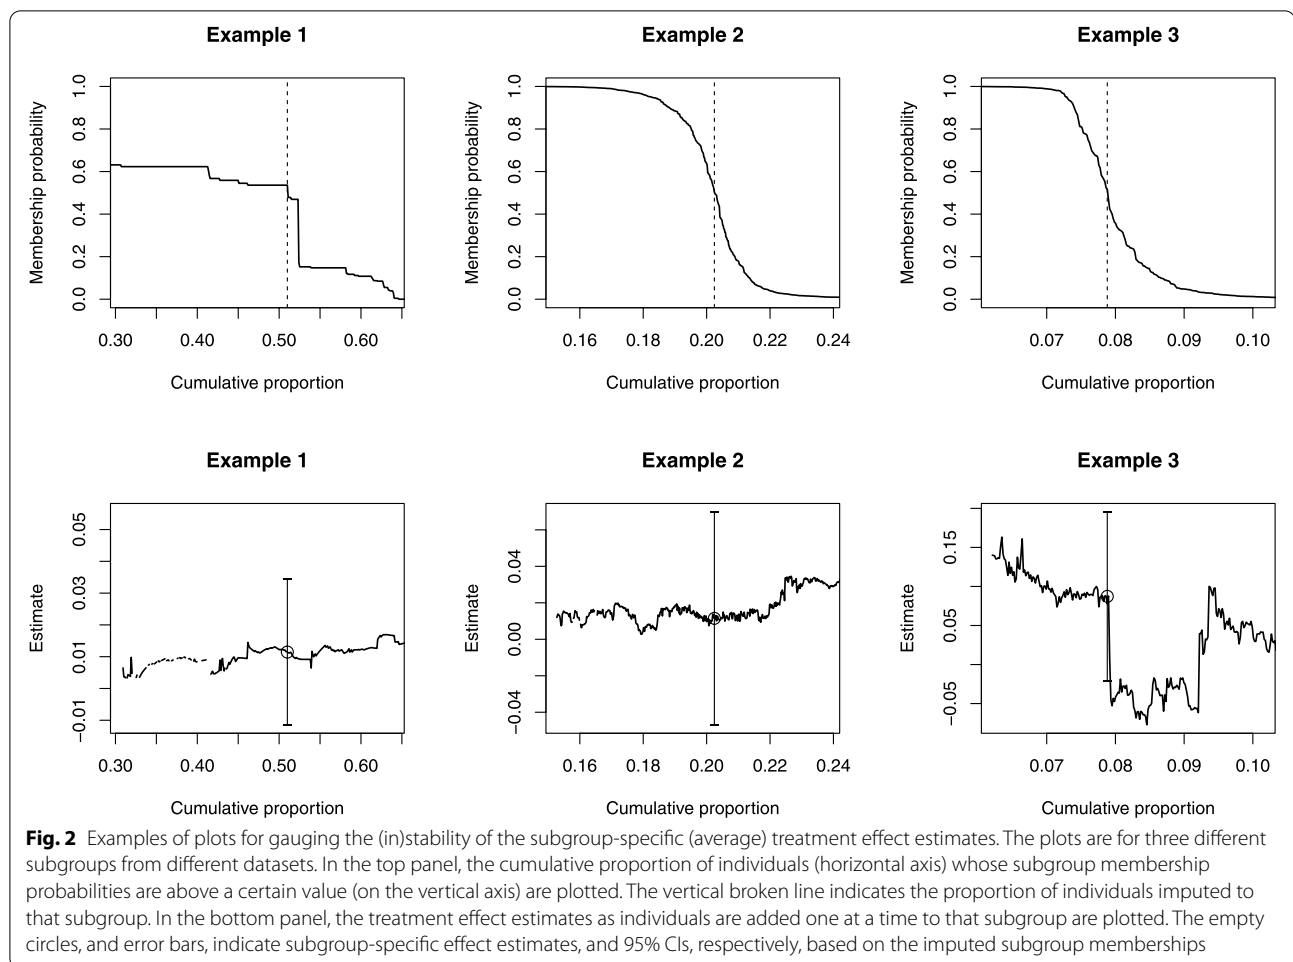 Example 1
Example 2
Example 3
Membership probability
0.0 0.2 0.4 0.6 0.8 1.0
0.30 0.40 0.50 0.60
Cumulative proportion
Membership probability
0.0 0.2 0.4 0.6 0.8 1.0
0.16 0.18 0.20 0.22 0.24
Cumulative proportion
Membership probability
0.0 0.2 0.4 0.6 0.8 1.0
0.07 0.08 0.09 0.10
Cumulative proportion
Example 1
Example 2
Example 3
Estimate
−0.01 0.01 0.03 0.05
0.30 0.40 0.50 0.60
Cumulative proportion
Estimate
−0.04 0.00 0.04
0.16 0.18 0.20 0.22 0.24
Cumulative proportion
Estimate
−0.05 0.05 0.15
0.07 0.08 0.09 0.10
Cumulative proportion
Fig. 2 Examples of plots for gauging the (in)stability of the subgroup-specific (average) treatment effect estimates. The plots are for three different
subgroups from different datasets. In the top panel, the cumulative proportion of individuals (horizontal axis) whose subgroup membership
probabilities are above a certain value (on the vertical axis) are plotted. The vertical broken line indicates the proportion of individuals imputed to
that subgroup. In the bottom panel, the treatment effect estimates as individuals are added one at a time to that subgroup are plotted. The empty
circles, and error bars, indicate subgroup-specific effect estimates, and 95% CIs, respectively, based on the imputed subgroup memberships